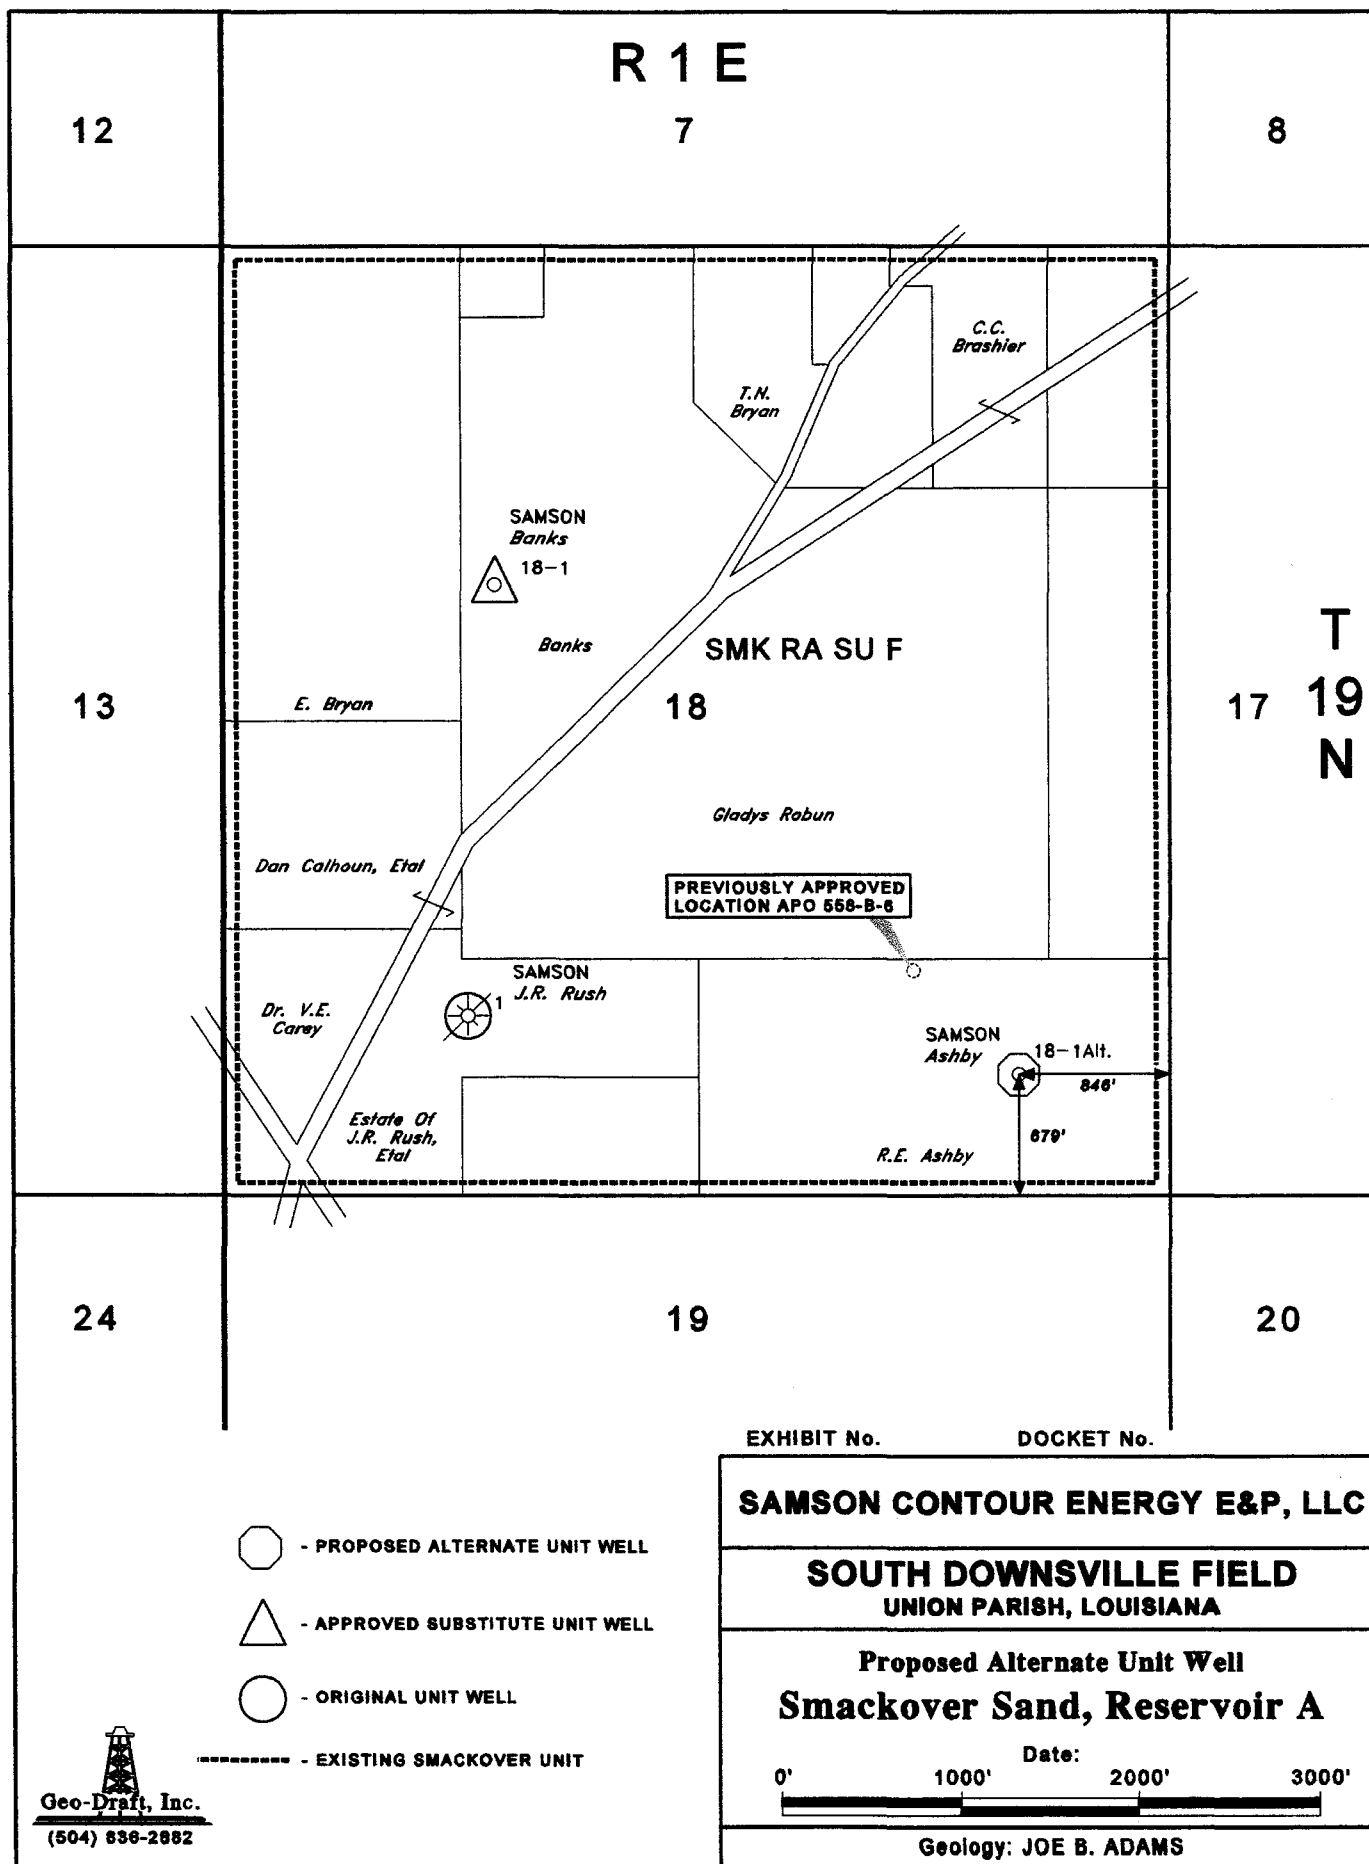 R 1 E
12
7
8
C.C.
Brashier
T.N.
Bryan
SAMSON
Banks
18-1
Banks
SMK RA SU F
T
19
N
E. Bryan
13
18
17
Gladys Robun
Dan Calhoun, Etal
PREVIOUSLY APPROVED
LOCATION APO 558-B-6
SAMSON
J.R. Rush
1
Dr. V.E.
Carey
SAMSON
Ashby
18-1Alt.
846'
679'
Estate Of
J.R. Rush,
Etal
R.E. Ashby
24
19
20
EXHIBIT No.
DOCKET No.
SAMSON CONTOUR ENERGY E&P, LLC
SOUTH DOWNSVILLE FIELD
UNION PARISH, LOUISIANA
Proposed Alternate Unit Well
Smackover Sand, Reservoir A
Date:
0' 1000' 2000' 3000'
Geology: JOE B. ADAMS
- PROPOSED ALTERNATE UNIT WELL
- APPROVED SUBSTITUTE UNIT WELL
- ORIGINAL UNIT WELL
- EXISTING SMACKOVER UNIT
Geo-Draft, Inc.
(504) 836-2882